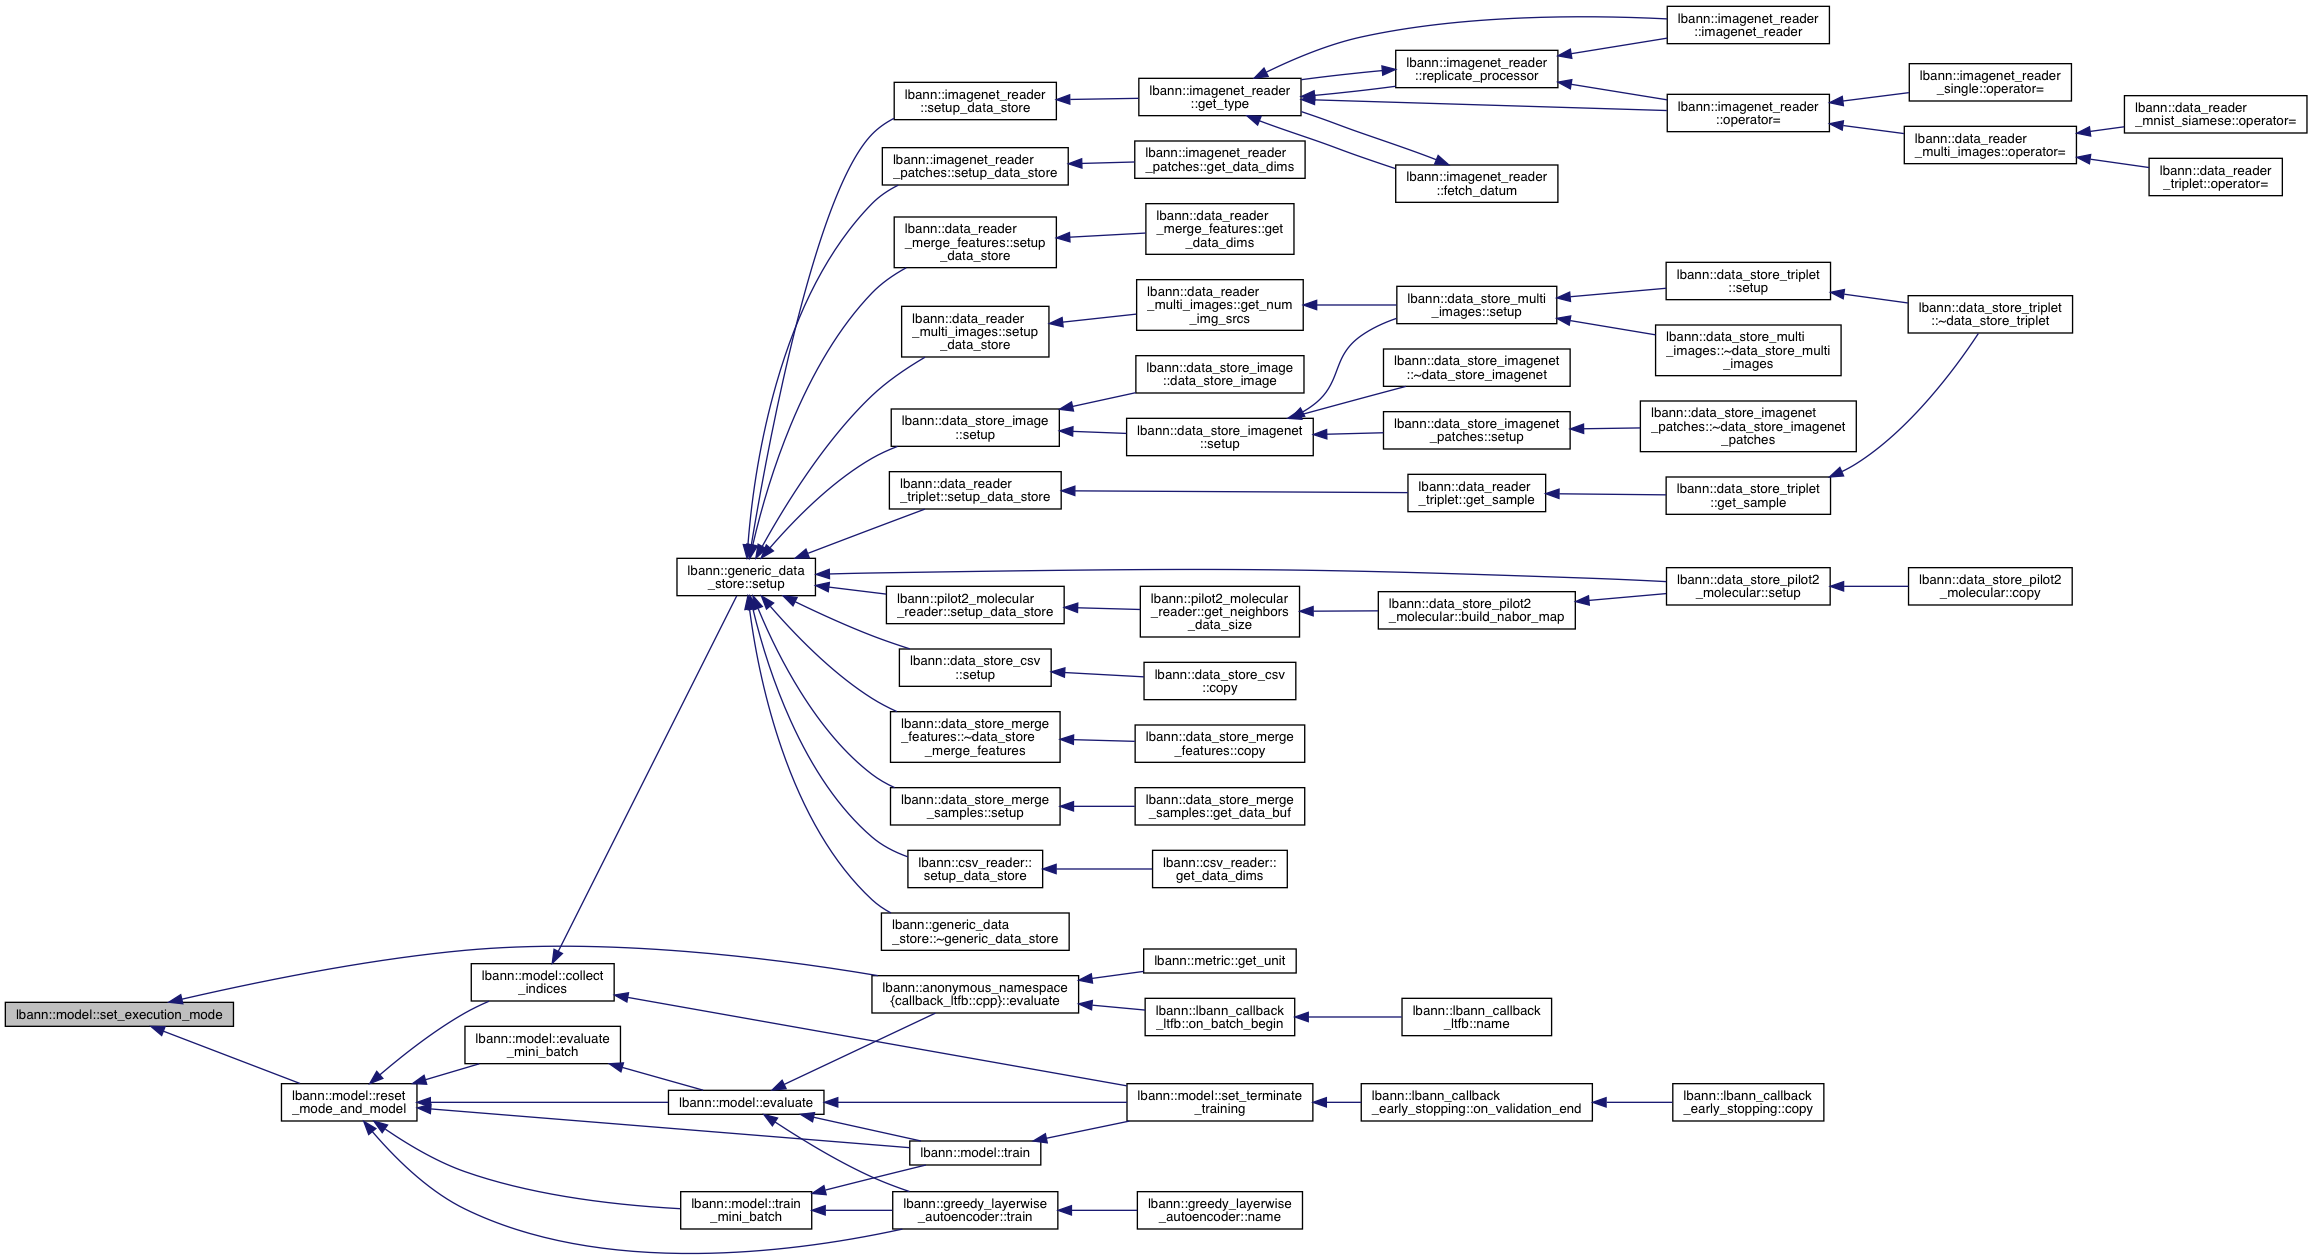 lbann::model::set_execution_mode
lbann::model::reset
_mode_and_model
lbann::model::collect
_indices
lbann::model::evaluate
_mini_batch
lbann::generic_data
_store::setup
lbann::model::evaluate
lbann::model::train
_mini_batch
lbann::imagenet_reader
::setup_data_store
lbann::imagenet_reader
_patches::setup_data_store
lbann::data_reader
_merge_features::setup
_data_store
lbann::data_reader
_multi_images::setup
_data_store
lbann::data_store_image
::setup
lbann::data_reader
_triplet::setup_data_store
lbann::pilot2_molecular
_reader::setup_data_store
lbann::data_store_csv
::setup
lbann::data_store_merge
_features::~data_store
_merge_features
lbann::data_store_merge
_samples::setup
lbann::csv_reader::
setup_data_store
lbann::generic_data
_store::~generic_data_store
lbann::anonymous_namespace
{callback_ltfb::cpp}::evaluate
lbann::model::train
lbann::greedy_layerwise
_autoencoder::train
lbann::imagenet_reader
::get_type
lbann::imagenet_reader
_patches::get_data_dims
lbann::data_reader
_merge_features::get
_data_dims
lbann::data_reader
_multi_images::get_num
_img_srcs
lbann::data_store_image
::data_store_image
lbann::data_store_imagenet
::setup
lbann::pilot2_molecular
_reader::get_neighbors
_data_size
lbann::data_store_csv
::copy
lbann::data_store_merge
_features::copy
lbann::data_store_merge
_samples::get_data_buf
lbann::csv_reader::
get_data_dims
lbann::metric::get_unit
lbann::lbann_callback
_ltfb::on_batch_begin
lbann::model::set_terminate
_training
lbann::greedy_layerwise
_autoencoder::name
lbann::imagenet_reader
::replicate_processor
lbann::imagenet_reader
::fetch_datum
lbann::data_store_multi
_images::setup
lbann::data_store_imagenet
::~data_store_imagenet
lbann::data_store_imagenet
_patches::setup
lbann::data_reader
_triplet::get_sample
lbann::data_store_pilot2
_molecular::build_nabor_map
lbann::lbann_callback
_ltfb::name
lbann::lbann_callback
_early_stopping::on_validation_end
lbann::imagenet_reader
::imagenet_reader
lbann::imagenet_reader
::operator=
lbann::data_store_triplet
::setup
lbann::data_store_multi
_images::~data_store_multi
_images
lbann::data_store_imagenet
_patches::~data_store_imagenet
_patches
lbann::data_store_triplet
::get_sample
lbann::data_store_pilot2
_molecular::setup
lbann::lbann_callback
_early_stopping::copy
lbann::imagenet_reader
_single::operator=
lbann::data_reader
_multi_images::operator=
lbann::data_store_triplet
::~data_store_triplet
lbann::data_store_pilot2
_molecular::copy
lbann::data_reader
_mnist_siamese::operator=
lbann::data_reader
_triplet::operator=